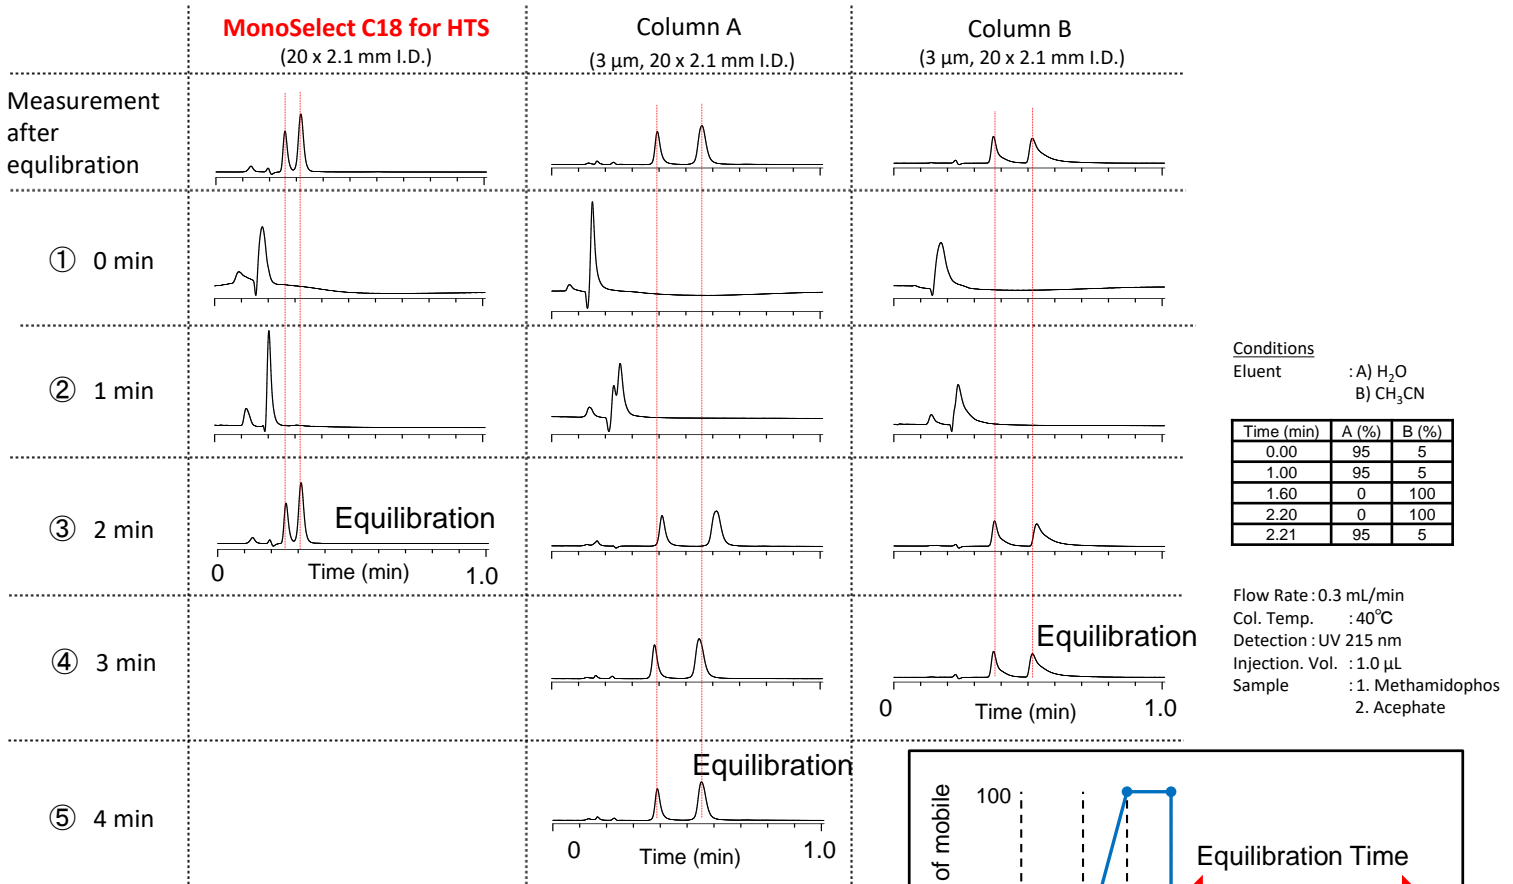 MonoSelect C18 for HTS
(20 x 2.1 mm I.D.)
Column A
(3 µm, 20 x 2.1 mm I.D.)
Column B
(3 µm, 20 x 2.1 mm I.D.)
Measurement
after
equlibration
① 0 min
② 1 min
③ 2 min
Equilibration
0 Time (min) 1.0
④ 3 min
Equilibration
0 Time (min) 1.0
⑤ 4 min
Equilibration
0 Time (min) 1.0
Conditions
Eluent : A) H₂O
B) CH₃CN
Time (min) A (%) B (%)
0.00 95 5
1.00 95 5
1.60 0 100
2.20 0 100
2.21 95 5
Flow Rate : 0.3 mL/min
Col. Temp. : 40℃
Detection : UV 215 nm
Injection. Vol. : 1.0 µL
Sample : 1. Methamidophos
2. Acephate
of mobile
100
Equilibration Time